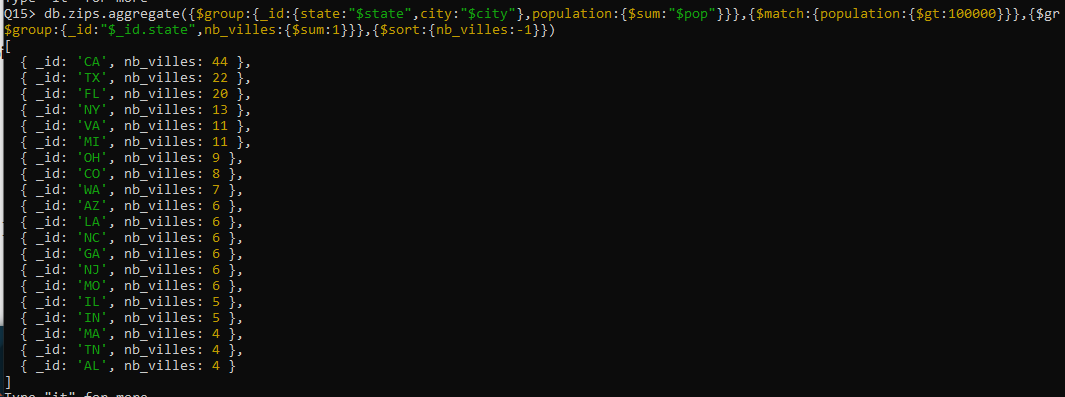 Type "it" for more
Q15> db.zips.aggregate({$group:{_id:{state:"$state",city:"$city"},population:{$sum:"$pop"}}},{$match:{population:{$gt:100000}}},{$gr
$group:{_id:"$_id.state",nb_villes:{$sum:1}}},{$sort:{nb_villes:-1}})
[
  { _id: 'CA', nb_villes: 44 },
  { _id: 'TX', nb_villes: 22 },
  { _id: 'FL', nb_villes: 20 },
  { _id: 'NY', nb_villes: 13 },
  { _id: 'VA', nb_villes: 11 },
  { _id: 'MI', nb_villes: 11 },
  { _id: 'OH', nb_villes: 9 },
  { _id: 'CO', nb_villes: 8 },
  { _id: 'WA', nb_villes: 7 },
  { _id: 'AZ', nb_villes: 6 },
  { _id: 'LA', nb_villes: 6 },
  { _id: 'NC', nb_villes: 6 },
  { _id: 'GA', nb_villes: 6 },
  { _id: 'NJ', nb_villes: 6 },
  { _id: 'MO', nb_villes: 6 },
  { _id: 'IL', nb_villes: 5 },
  { _id: 'IN', nb_villes: 5 },
  { _id: 'MA', nb_villes: 4 },
  { _id: 'TN', nb_villes: 4 },
  { _id: 'AL', nb_villes: 4 }
]
Type "it" for more